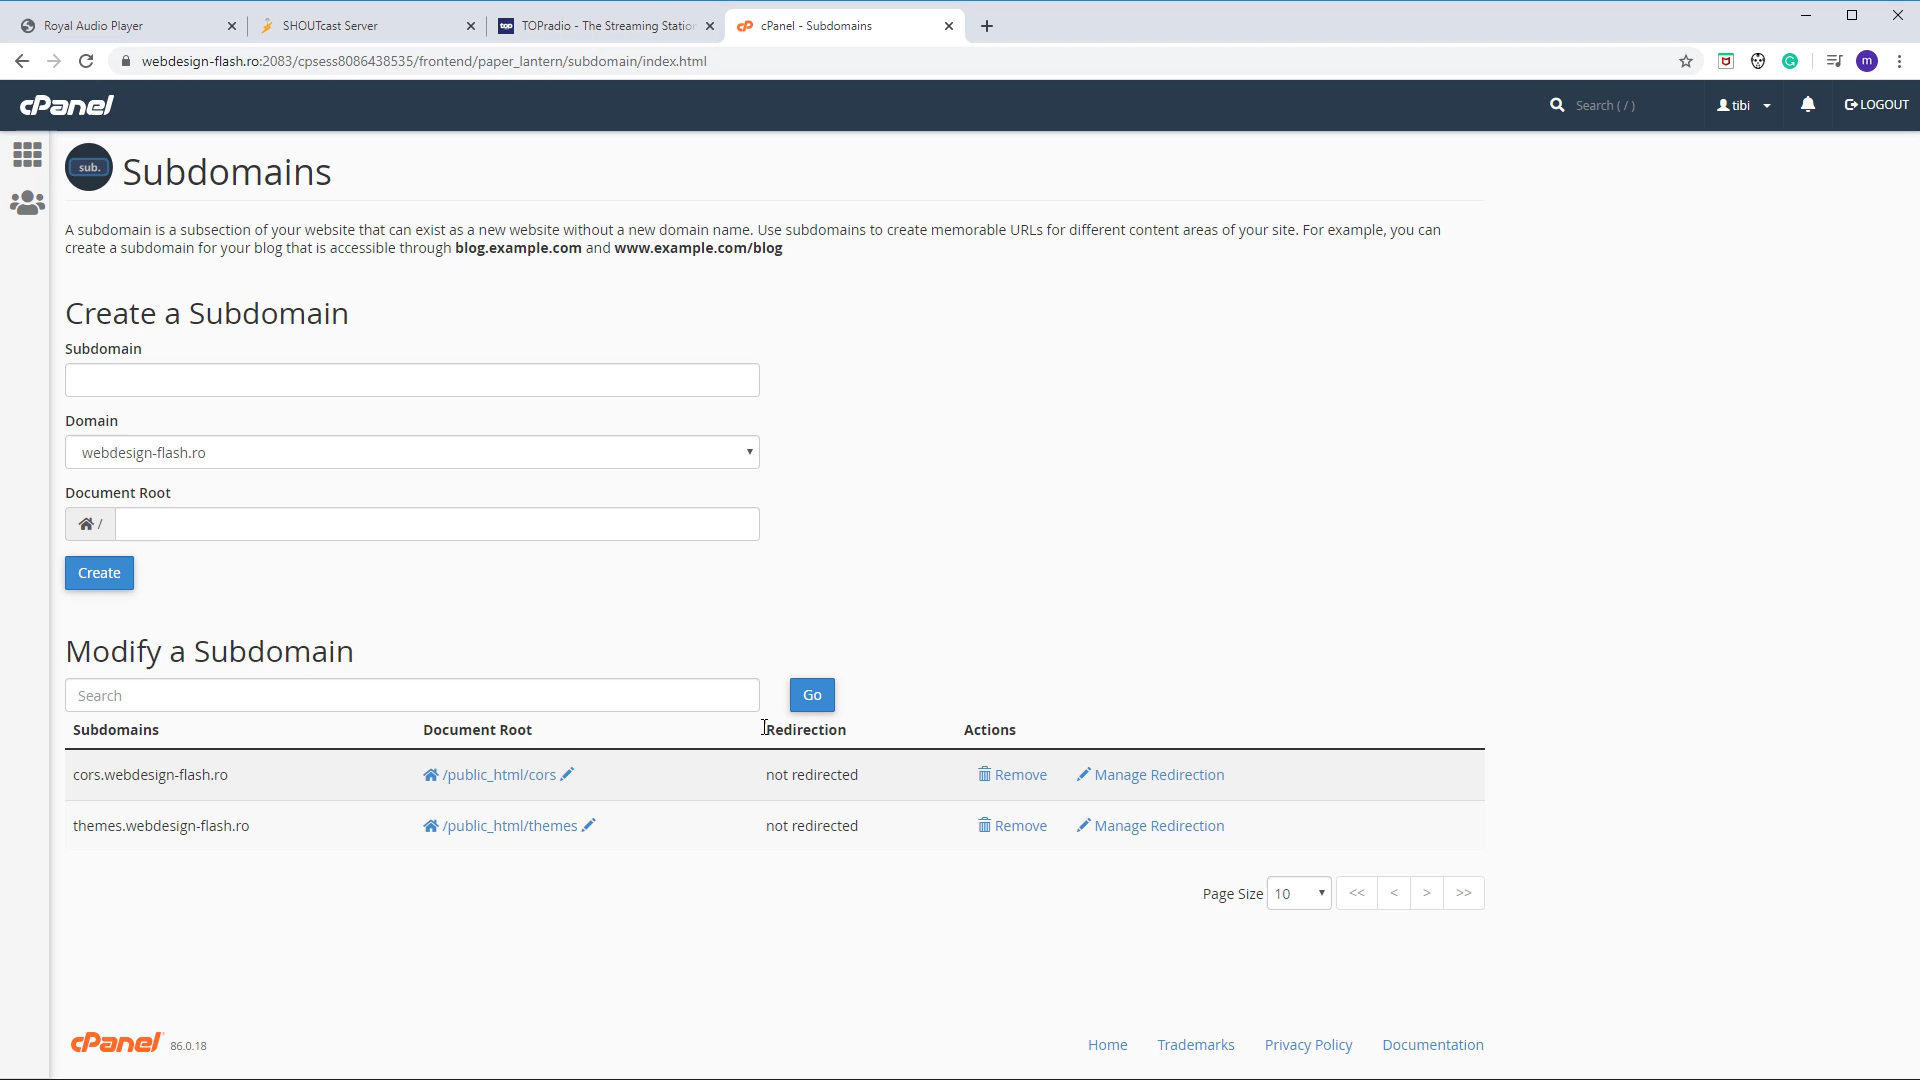 Royal Audio Player
SHOUTcast Server
top
TOPradio - The Streaming Station
cPanel - Subdomains
webdesign-flash.ro:2083/cpsess8086438535/frontend/paper_lantern/subdomain/index.html
m
cPanel
Search ( / )
tibi
LOGOUT
sub.
Subdomains
A subdomain is a subsection of your website that can exist as a new website without a new domain name. Use subdomains to create memorable URLs for different content areas of your site. For example, you can
create a subdomain for your blog that is accessible through blog.example.com and www.example.com/blog
Create a Subdomain
Subdomain
Domain
webdesign-flash.ro
Document Root
/
Create
Modify a Subdomain
Search
Go
Subdomains Document Root Redirection Actions
cors.webdesign-flash.ro /public_html/cors not redirected Remove Manage Redirection
themes.webdesign-flash.ro /public_html/themes not redirected Remove Manage Redirection
Page Size 10 << < > >>
cPanel 86.0.18
Home Trademarks Privacy Policy Documentation